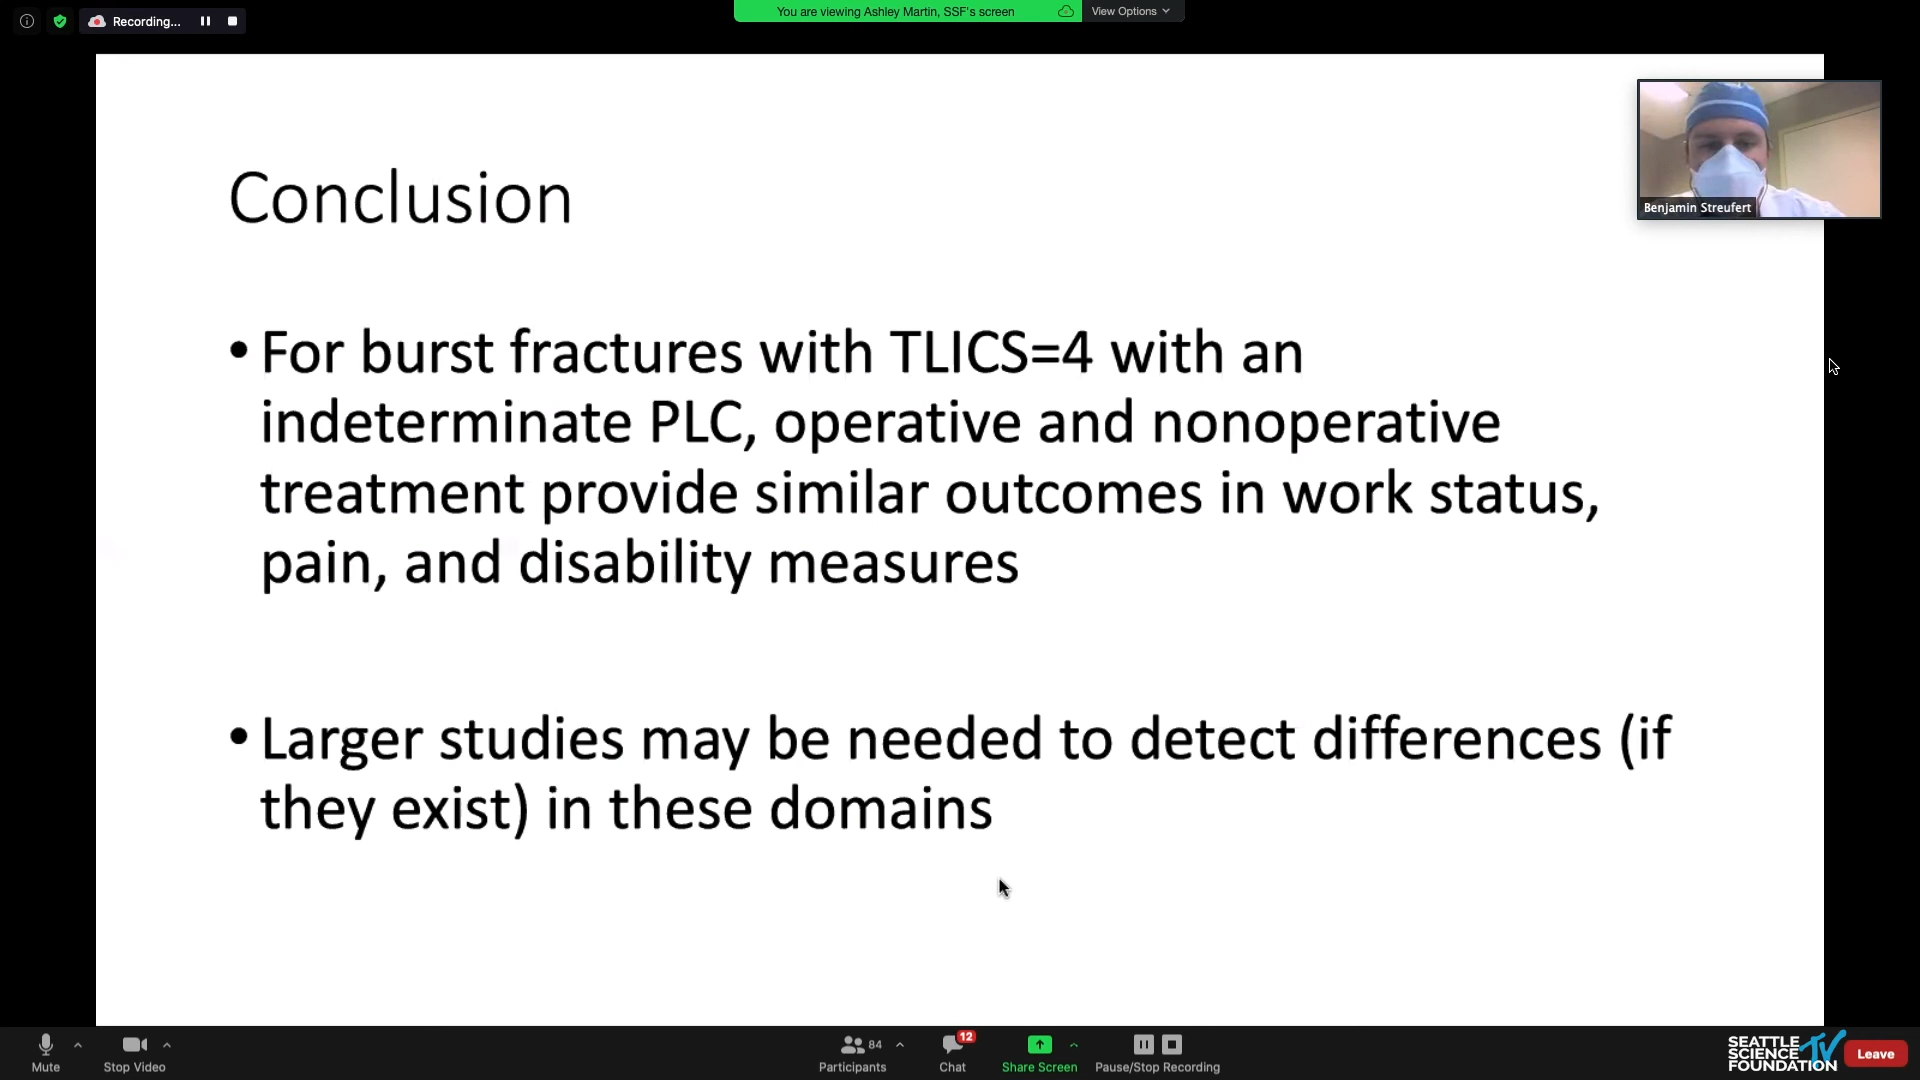 Recording...
You are viewing Ashley Martin, SSF's screen
View Options
Benjamin Streufert
Conclusion
• For burst fractures with TLICS=4 with an
indeterminate PLC, operative and nonoperative
treatment provide similar outcomes in work status,
pain, and disability measures
• Larger studies may be needed to detect differences (if
they exist) in these domains
Mute
Stop Video
84
Participants
12
Chat
Share Screen
Pause/Stop Recording
SEATTLE
SCIENCE
FOUNDATION
TV
Leave